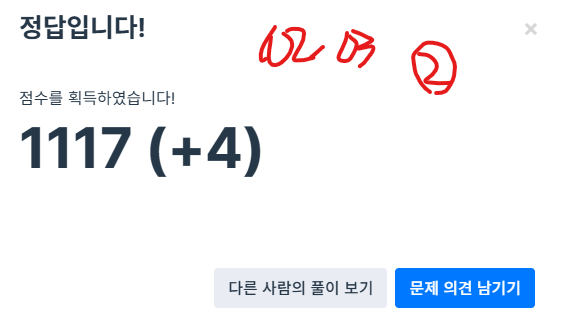 정답입니다!
02 03 ②
점수를 획득하였습니다!
1117 (+4)
다른 사람의 풀이 보기
문제 의견 남기기